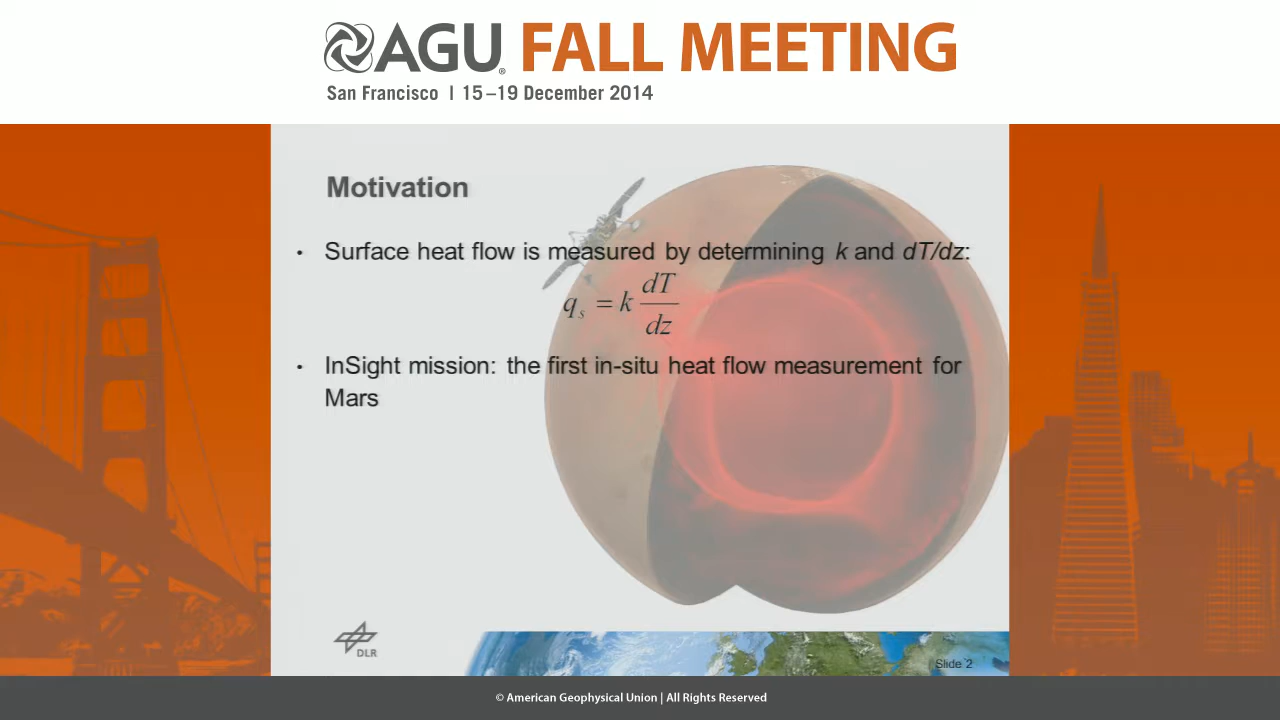 AGU® FALL MEETING
San Francisco | 15–19 December 2014
Motivation
• Surface heat flow is measured by determining k and dT/dz:
q_s = k dT/dz
• InSight mission: the first in-situ heat flow measurement for
Mars
DLR
Slide 2
© American Geophysical Union | All Rights Reserved